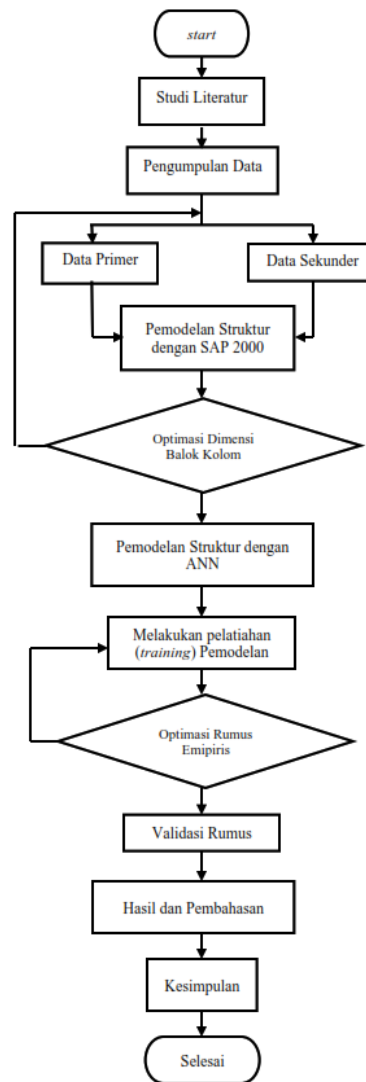 start
Studi Literatur
Pengumpulan Data
Data Primer
Data Sekunder
Pemodelan Struktur
dengan SAP 2000
Optimasi Dimensi
Balok Kolom
Pemodelan Struktur dengan
ANN
Melakukan pelatiahan
(training) Pemodelan
Optimasi Rumus
Emipiris
Validasi Rumus
Hasil dan Pembahasan
Kesimpulan
Selesai